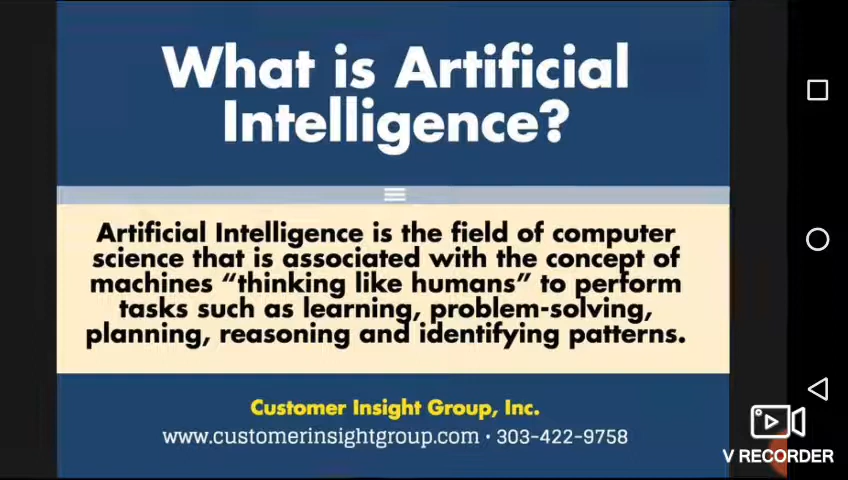 What is Artificial
Intelligence?
Artificial Intelligence is the field of computer
science that is associated with the concept of
machines “thinking like humans” to perform
tasks such as learning, problem-solving,
planning, reasoning and identifying patterns.
Customer Insight Group, Inc.
www.customerinsightgroup.com • 303-422-9758
V RECORDER